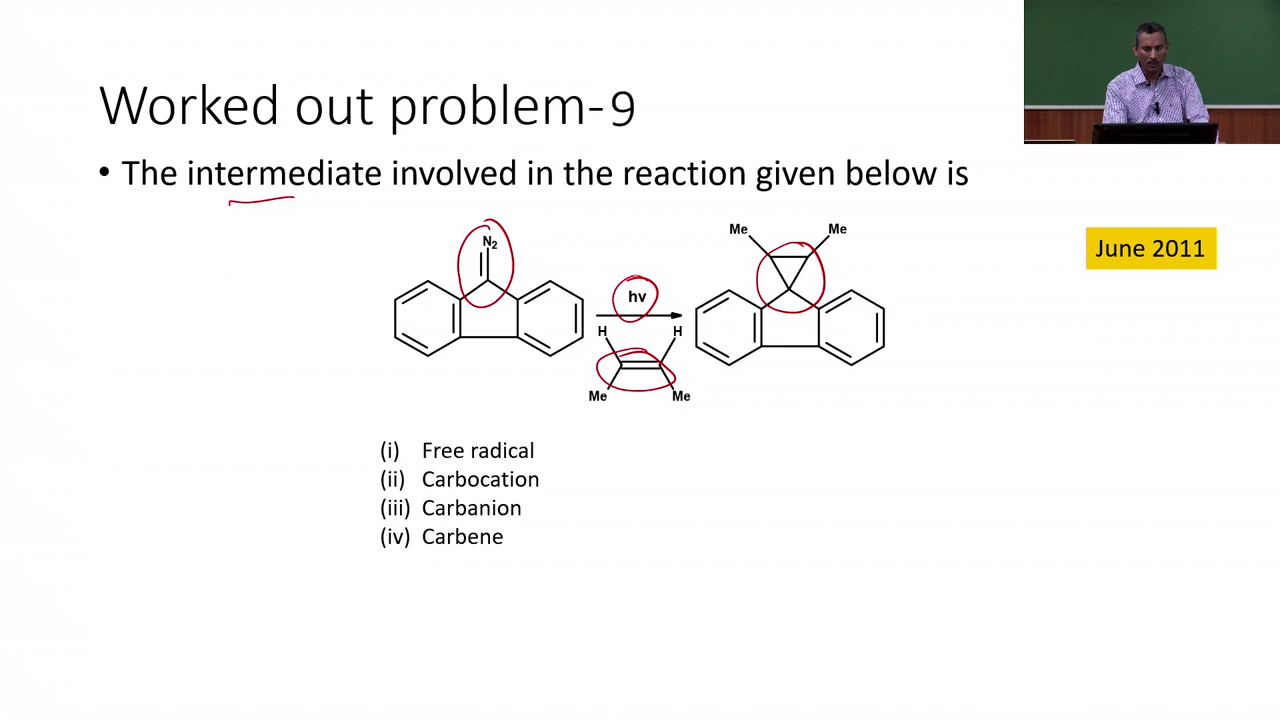 Worked out problem-9
• The intermediate involved in the reaction given below is
June 2011
N2
hv
H H
Me Me
Me Me
(i) Free radical
(ii) Carbocation
(iii) Carbanion
(iv) Carbene